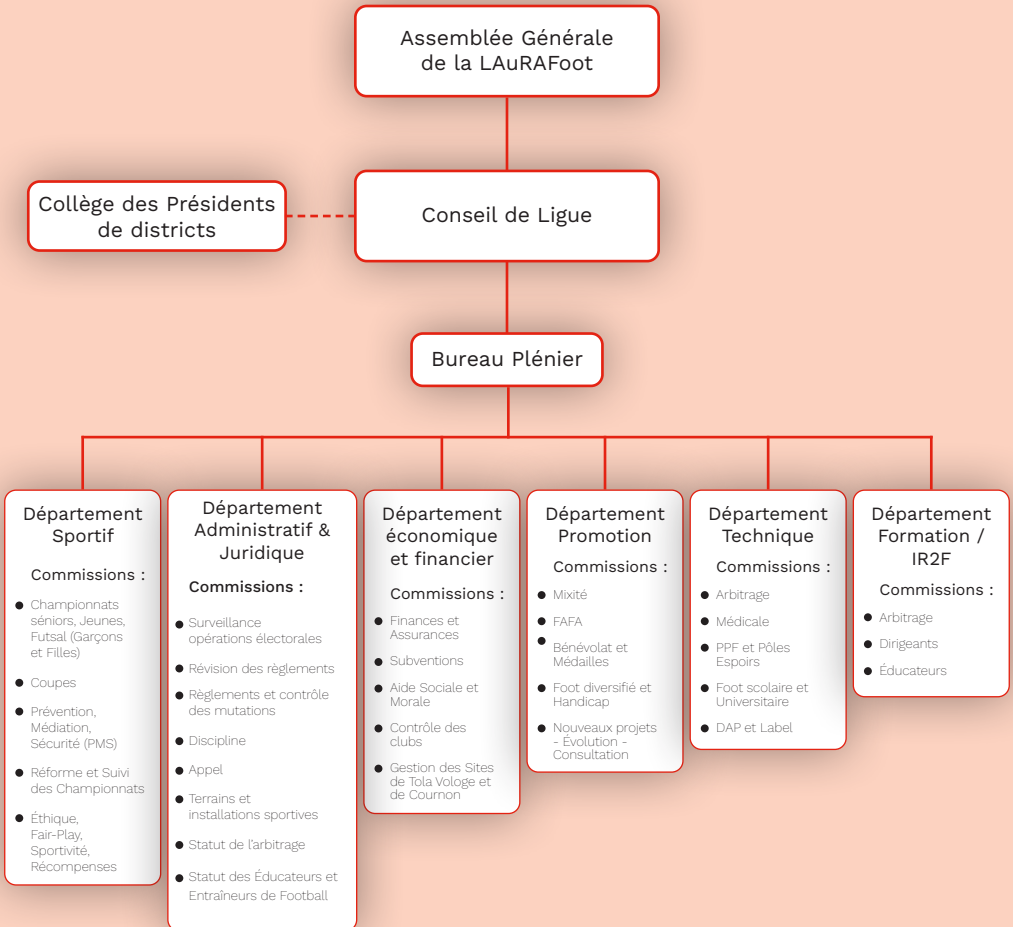 Assemblée Générale
de la LAuRAFoot
Collège des Présidents
de districts
Conseil de Ligue
Bureau Plénier
Département
Sportif
Commissions :
● Championnats
séniors, Jeunes,
Futsal (Garçons
et Filles)
● Coupes
● Prévention,
Médiation,
Sécurité (PMS)
● Réforme et Suivi
des Championnats
● Éthique,
Fair-Play,
Sportivité,
Récompenses
Département
Administratif &
Juridique
Commissions :
● Surveillance
opérations électorales
● Révision des règlements
● Règlements et contrôle
des mutations
● Discipline
● Appel
● Terrains et
installations sportives
● Statut de l'arbitrage
● Statut des Éducateurs et
Entraîneurs de Football
Département
économique
et financier
Commissions :
● Finances et
Assurances
● Subventions
● Aide Sociale et
Morale
● Contrôle des
clubs
● Gestion des Sites
de Tola Vologe et
de Cournon
Département
Promotion
Commissions :
● Mixité
● FAFA
● Bénévolat et
Médailles
● Foot diversifié et
Handicap
● Nouveaux projets
- Évolution -
Consultation
Département
Technique
Commissions :
● Arbitrage
● Médicale
● PPF et Pôles
Espoirs
● Foot scolaire et
Universitaire
● DAP et Label
Département
Formation /
IR2F
Commissions :
● Arbitrage
● Dirigeants
● Éducateurs